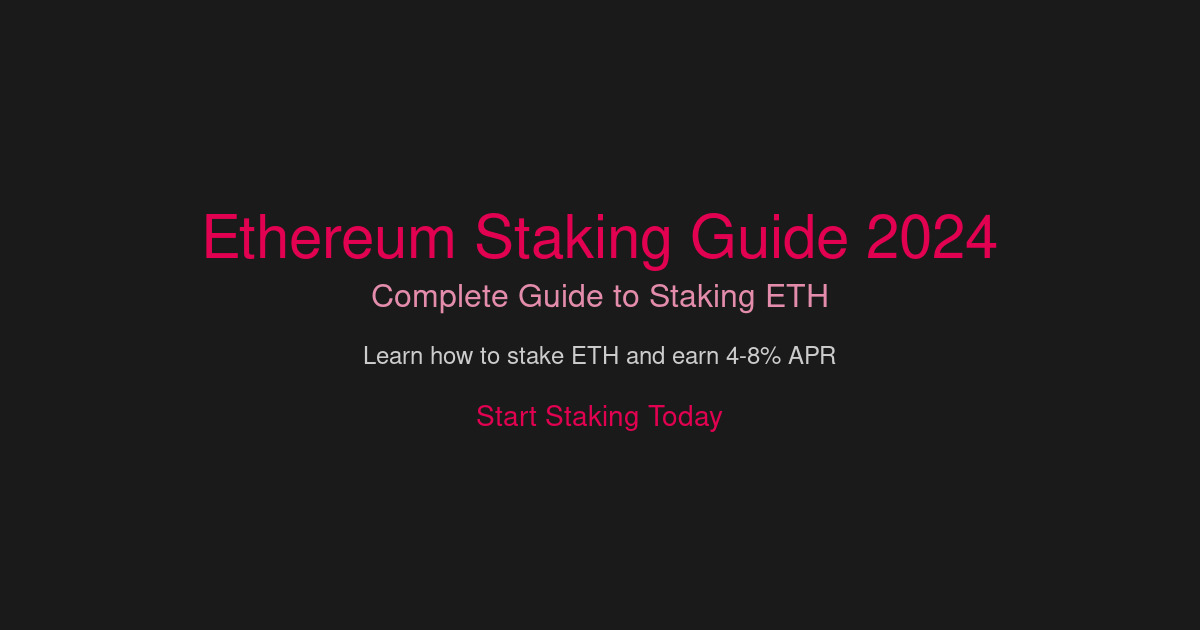 Ethereum Staking Guide 2024
Complete Guide to Staking ETH
Learn how to stake ETH and earn 4-8% APR
Start Staking Today